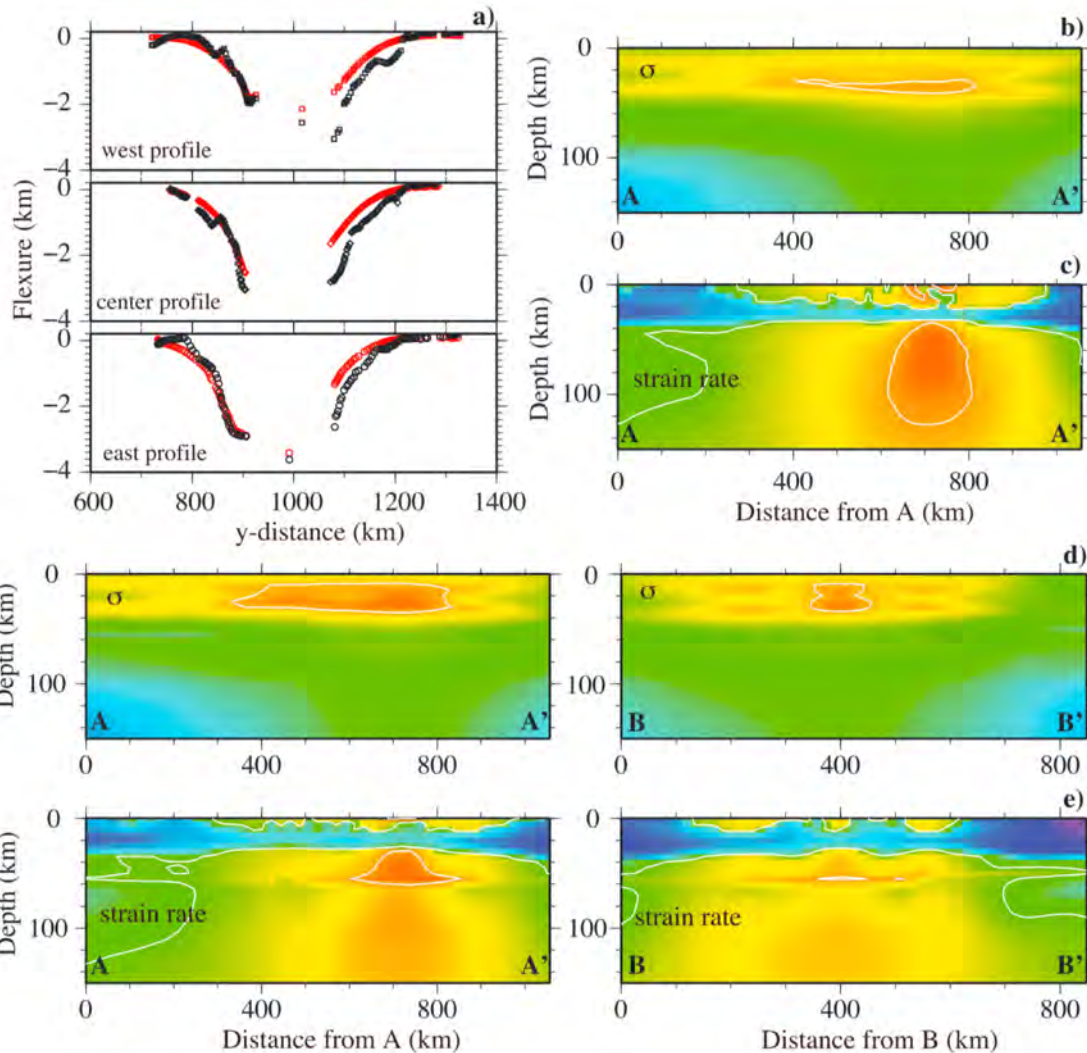 a)
0
−2
−4
west profile
0
−2
−4
center profile
0
−2
−4
east profile
Flexure (km)
600 800 1000 1200 1400
y-distance (km)
b)
0
100
Depth (km)
σ
A A'
0 400 800
c)
0
100
Depth (km)
strain rate
A A'
0 400 800
Distance from A (km)
d)
0
100
Depth (km)
σ
A A'
0 400 800
0
100
σ
B B'
0 400 800
e)
0
100
Depth (km)
strain rate
A A'
0 400 800
Distance from A (km)
0
100
strain rate
B B'
0 400 800
Distance from B (km)